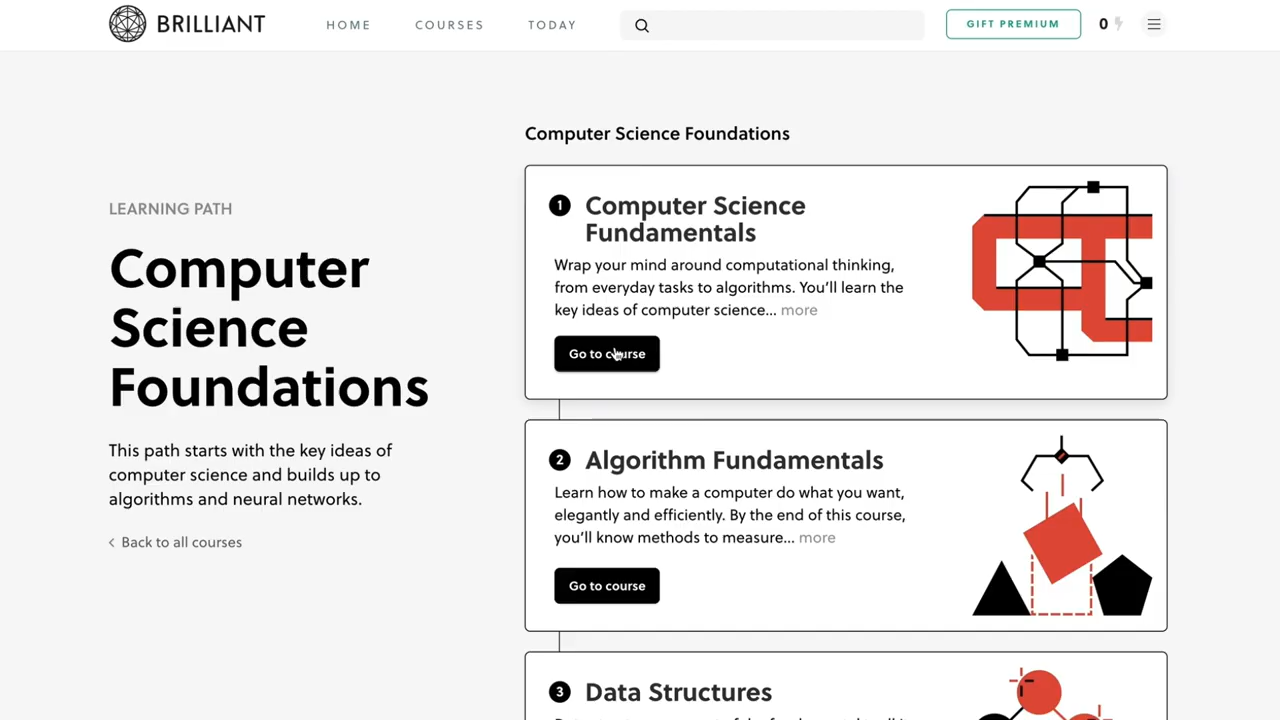 BRILLIANT
HOME COURSES TODAY
GIFT PREMIUM
0
Computer Science Foundations
LEARNING PATH
Computer
Science
Foundations
This path starts with the key ideas of
computer science and builds up to
algorithms and neural networks.
< Back to all courses
1 Computer Science
Fundamentals
Wrap your mind around computational thinking,
from everyday tasks to algorithms. You'll learn the
key ideas of computer science... more
Go to course
2 Algorithm Fundamentals
Learn how to make a computer do what you want,
elegantly and efficiently. By the end of this course,
you'll know methods to measure... more
Go to course
3 Data Structures